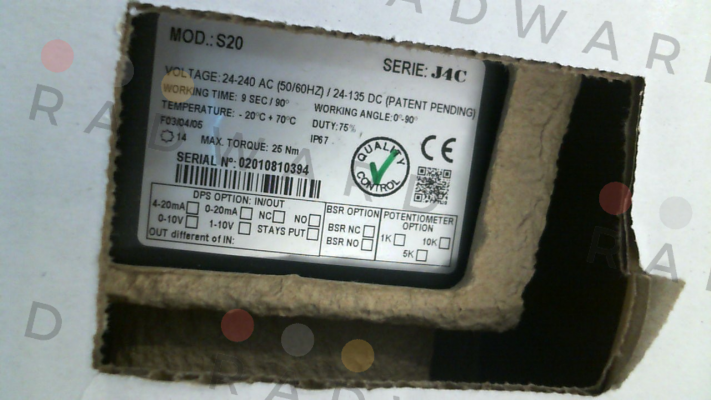 MOD.: S20
SERIE: J4C
VOLTAGE: 24-240 AC (50/60HZ) / 24-135 DC (PATENT PENDING)
WORKING TIME: 9 SEC / 90°
WORKING ANGLE: 0°-90°
TEMPERATURE: - 20°C + 70°C
DUTY: 75%
F03/04/05
IP67
14 MAX. TORQUE: 25 Nm
SERIAL Nº: 02010810394
QUALITY CONTROL
CE
DPS OPTION: IN/OUT
4-20mA 0-20mA NC NO
0-10V 1-10V STAYS PUT
OUT different of IN:
BSR OPTION
BSR NC
BSR NO
POTENTIOMETER
OPTION
1K 10K
5K
RADWARD
RADWARD
RADWARD